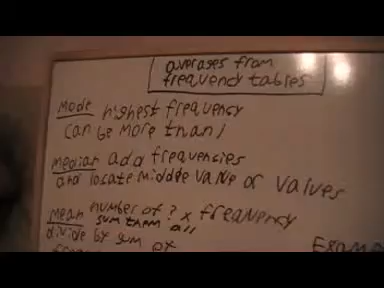 averages from
frequency tables
Mode highest frequency
can be more than 1
median add frequencies
and locate middle value or values
mean number of ? x frequency
sum them all
divide by sum of